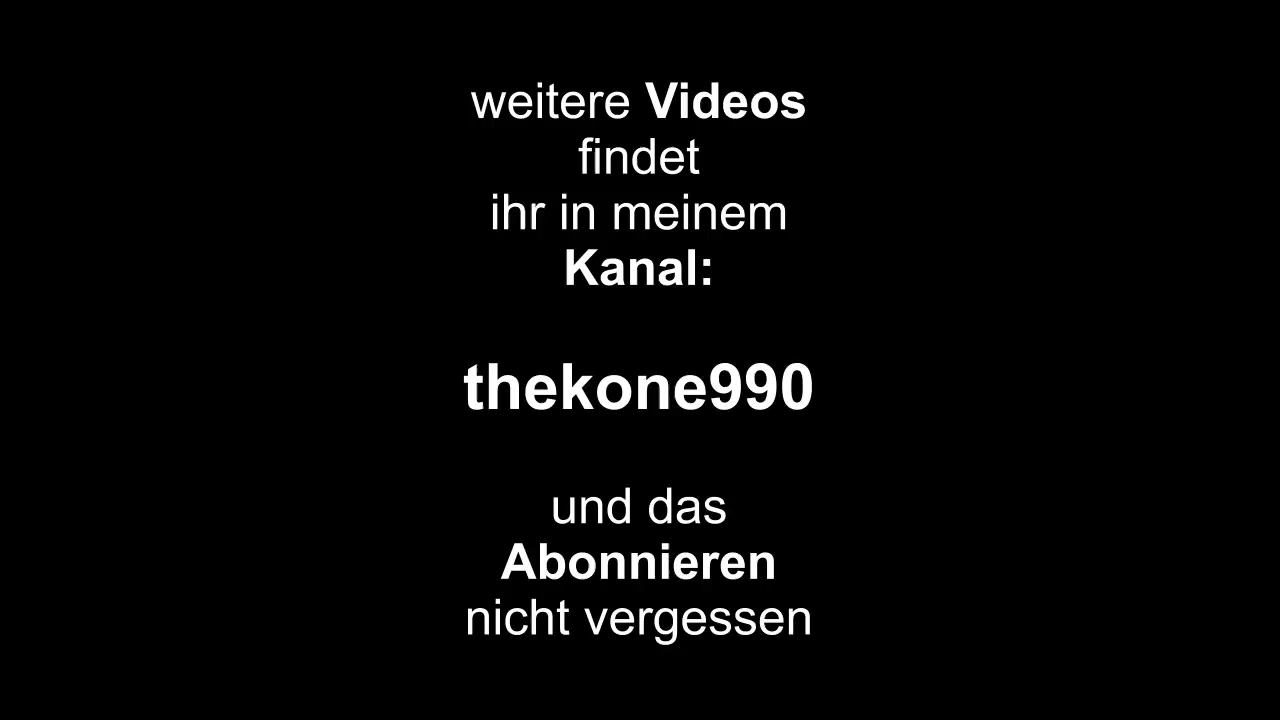 weitere Videos
findet
ihr in meinem
Kanal:
thekone990
und das
Abonnieren
nicht vergessen